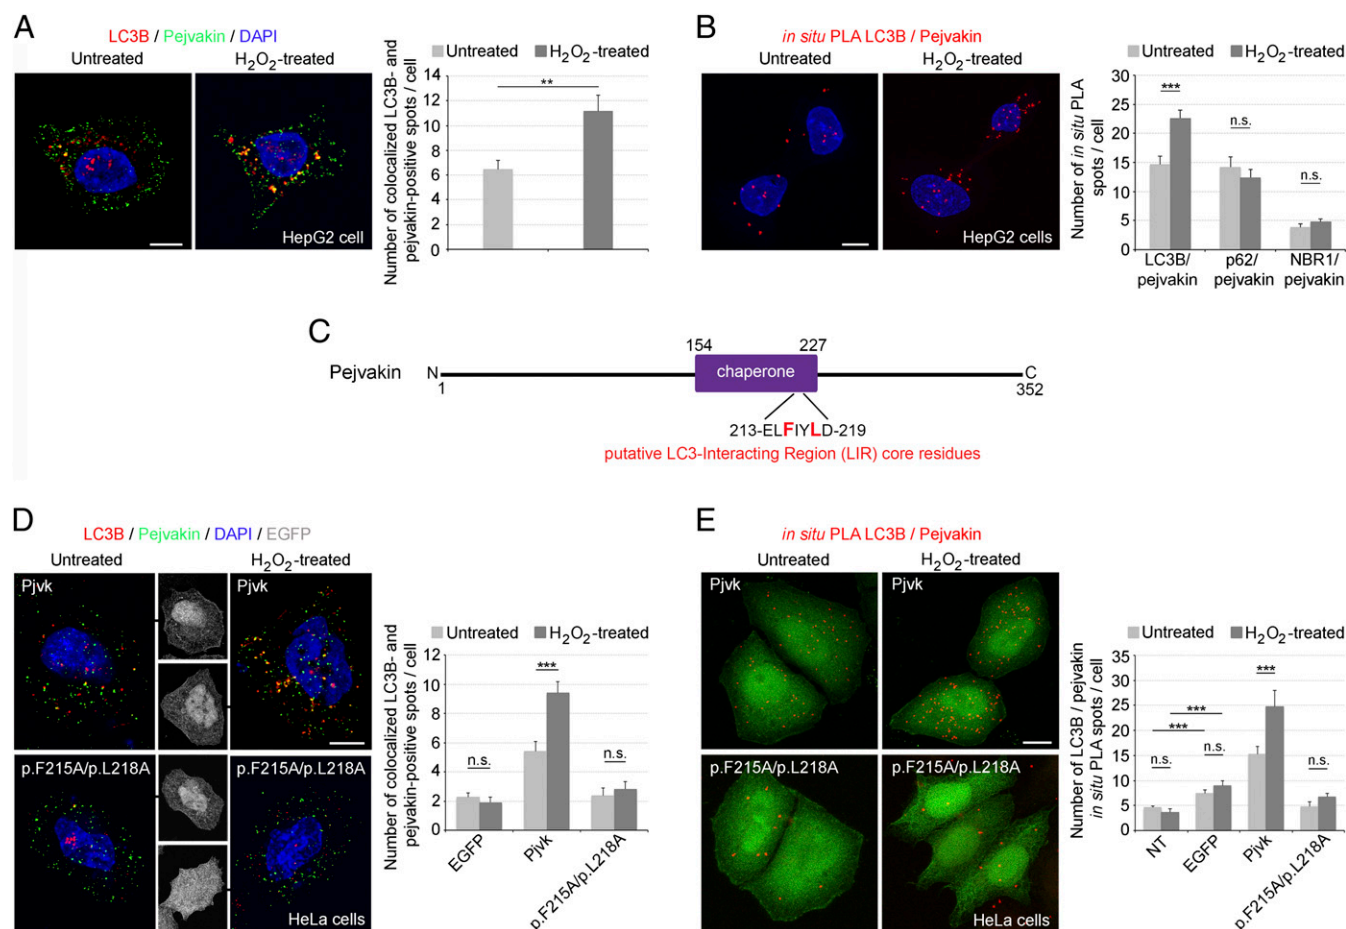 A
LC3B / Pejvakin / DAPI
Untreated
H2O2-treated
HepG2 cell
Untreated
H2O2-treated
Number of colocalized LC3B- and
pejvakin-positive spots / cell
14
12
10
8
6
4
2
0
**
B
in situ PLA LC3B / Pejvakin
Untreated
H2O2-treated
HepG2 cells
Untreated
H2O2-treated
Number of in situ PLA
spots / cell
30
25
20
15
10
5
0
***
n.s.
n.s.
LC3B/
pejvakin
p62/
pejvakin
NBR1/
pejvakin
C
Pejvakin
N
1
154
227
chaperone
C
352
213-ELFIYLD-219
putative LC3-Interacting Region (LIR) core residues
D
LC3B / Pejvakin / DAPI / EGFP
Untreated
H2O2-treated
Pjvk
Pjvk
p.F215A/p.L218A
p.F215A/p.L218A
HeLa cells
Untreated
H2O2-treated
Number of colocalized LC3B- and
pejvakin-positive spots / cell
12
10
8
6
4
2
0
n.s.
***
n.s.
EGFP
Pjvk
p.F215A/p.L218A
E
in situ PLA LC3B / Pejvakin
Untreated
H2O2-treated
Pjvk
Pjvk
p.F215A/p.L218A
p.F215A/p.L218A
HeLa cells
Untreated
H2O2-treated
Number of LC3B / pejvakin
in situ PLA spots / cell
35
30
25
20
15
10
5
0
n.s.
***
***
n.s.
***
n.s.
NT
EGFP
Pjvk
p.F215A/p.L218A